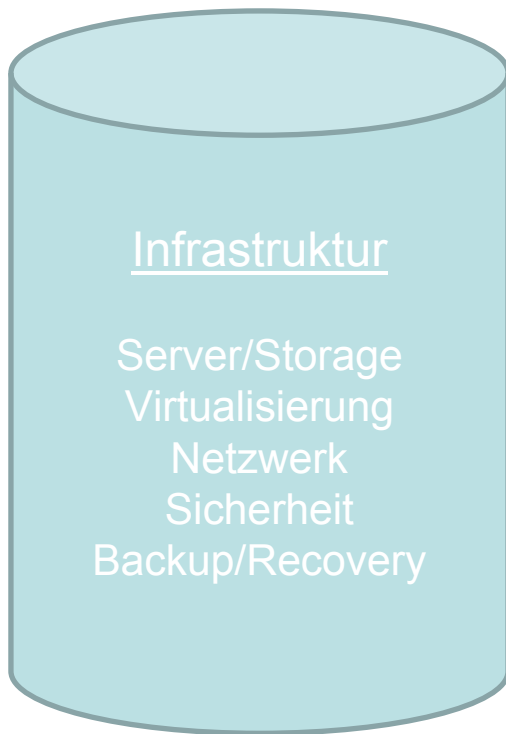 Infrastruktur
Server/Storage
Virtualisierung
Netzwerk
Sicherheit
Backup/Recovery